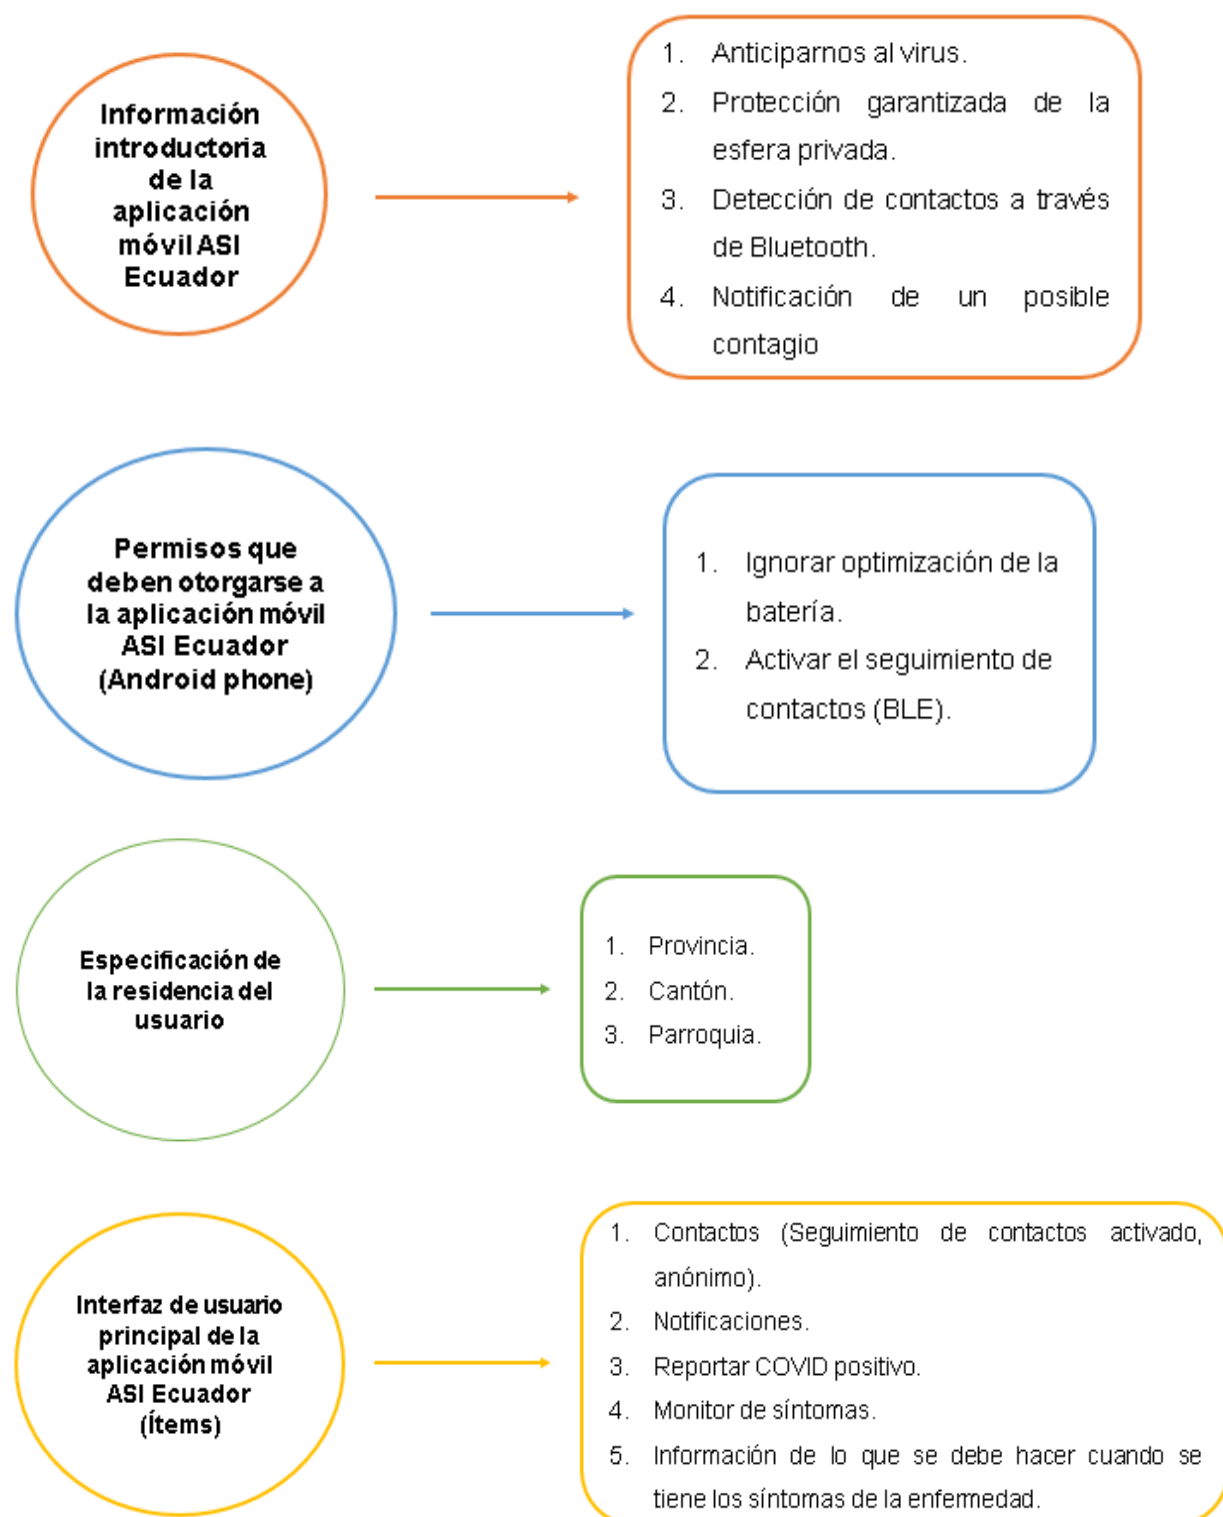 Información
introductoria
de la
aplicación
móvil ASI
Ecuador
1. Anticiparnos al virus.
2. Protección garantizada de la
esfera privada.
3. Detección de contactos a través
de Bluetooth.
4. Notificación de un posible
contagio
Permisos que
deben otorgarse a
la aplicación móvil
ASI Ecuador
(Android phone)
1. Ignorar optimización de la
batería.
2. Activar el seguimiento de
contactos (BLE).
Especificación de
la residencia del
usuario
1. Provincia.
2. Cantón.
3. Parroquia.
Interfaz de usuario
principal de la
aplicación móvil
ASI Ecuador
(Ítems)
1. Contactos (Seguimiento de contactos activado,
anónimo).
2. Notificaciones.
3. Reportar COVID positivo.
4. Monitor de síntomas.
5. Información de lo que se debe hacer cuando se
tiene los síntomas de la enfermedad.